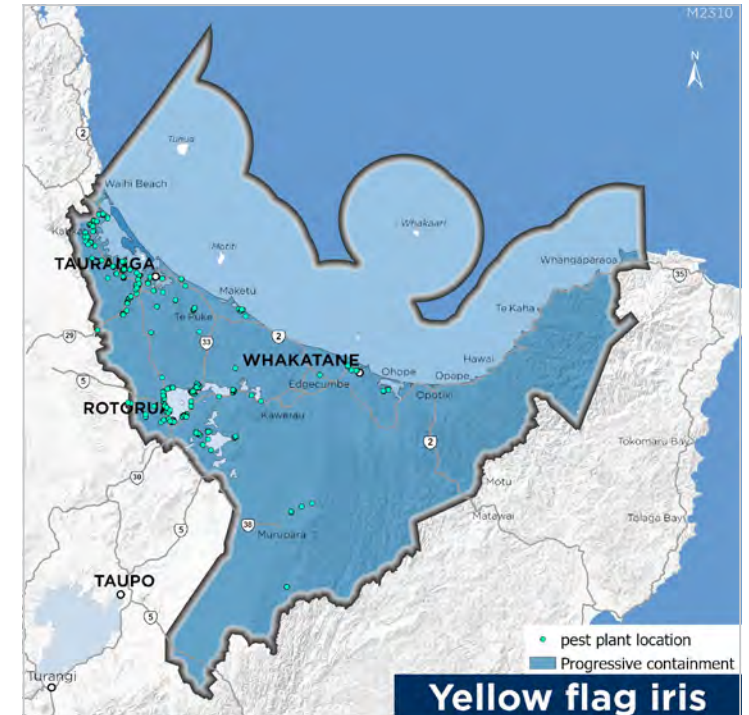 M2310
N
2
Tuhua
Waihi Beach
Whakaari
Motiti
Whangaparaoa
TAURANGA
35
Maketu
Te Kaha
Te Puke
2
29
33
WHAKATANE
Hawai
Ohope
Opape
5
Edgecumbe
Opotiki
ROTORUA
Kawerau
2
Tokomaru Bay
30
Motu
5
Matawai
Tolaga Bay
38
Murupara
TAUPO
5
pest plant location
Progressive containment
Turangi
Yellow flag iris